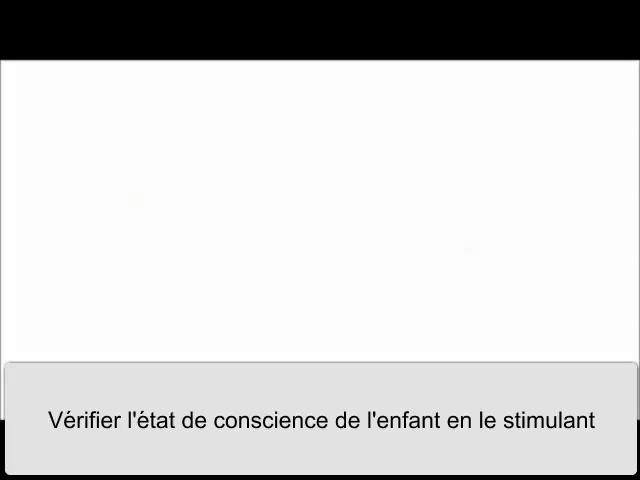 Vérifier l'état de conscience de l'enfant en le stimulant